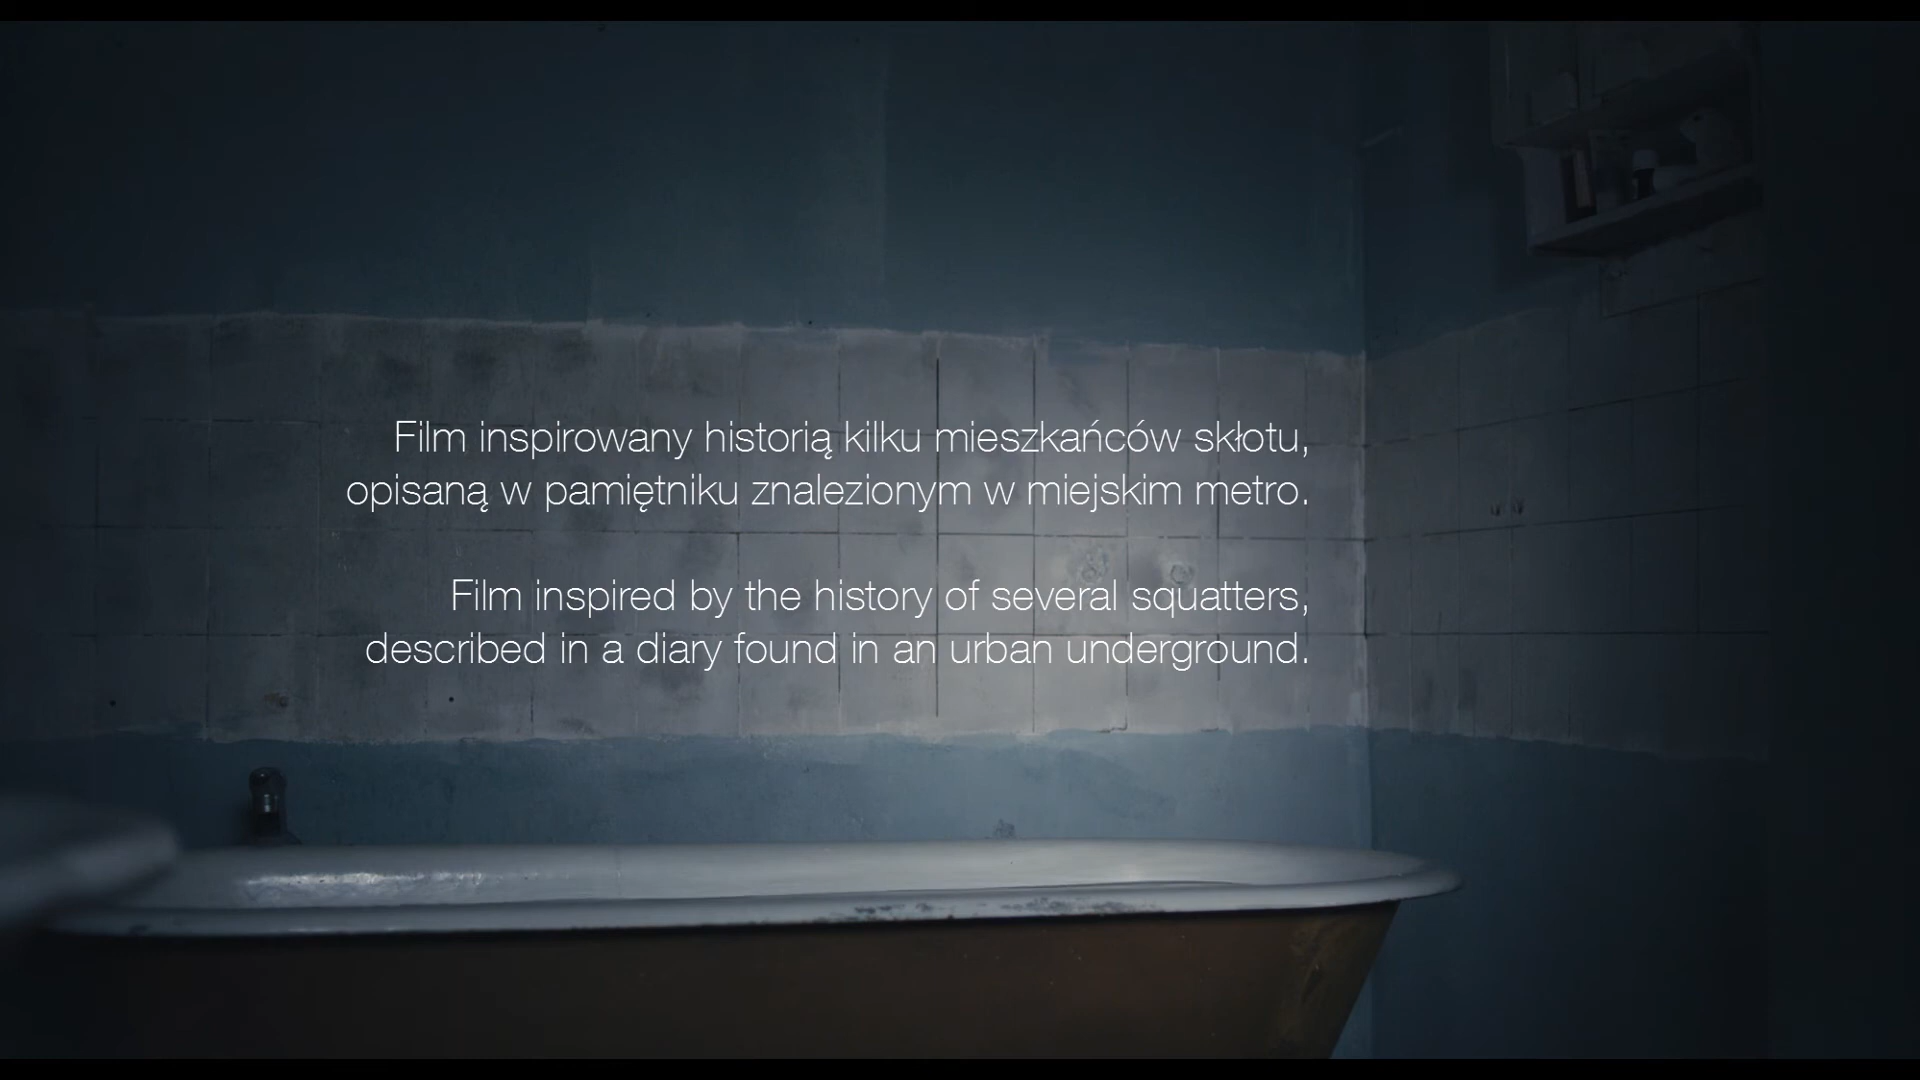 Film inspirowany historią kilku mieszkańców skłotu,
opisaną w pamiętniku znalezionym w miejskim metro.
Film inspired by the history of several squatters,
described in a diary found in an urban underground.